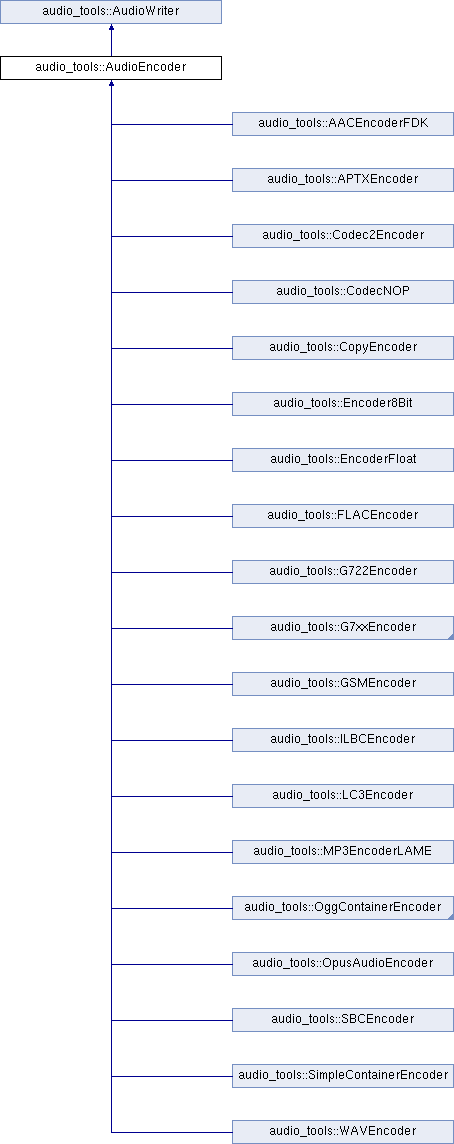 audio_tools::AudioWriter
audio_tools::AudioEncoder
audio_tools::AACEncoderFDK
audio_tools::APTXEncoder
audio_tools::Codec2Encoder
audio_tools::CodecNOP
audio_tools::CopyEncoder
audio_tools::Encoder8Bit
audio_tools::EncoderFloat
audio_tools::FLACEncoder
audio_tools::G722Encoder
audio_tools::G7xxEncoder
audio_tools::GSMEncoder
audio_tools::ILBCEncoder
audio_tools::LC3Encoder
audio_tools::MP3EncoderLAME
audio_tools::OggContainerEncoder
audio_tools::OpusAudioEncoder
audio_tools::SBCEncoder
audio_tools::SimpleContainerEncoder
audio_tools::WAVEncoder